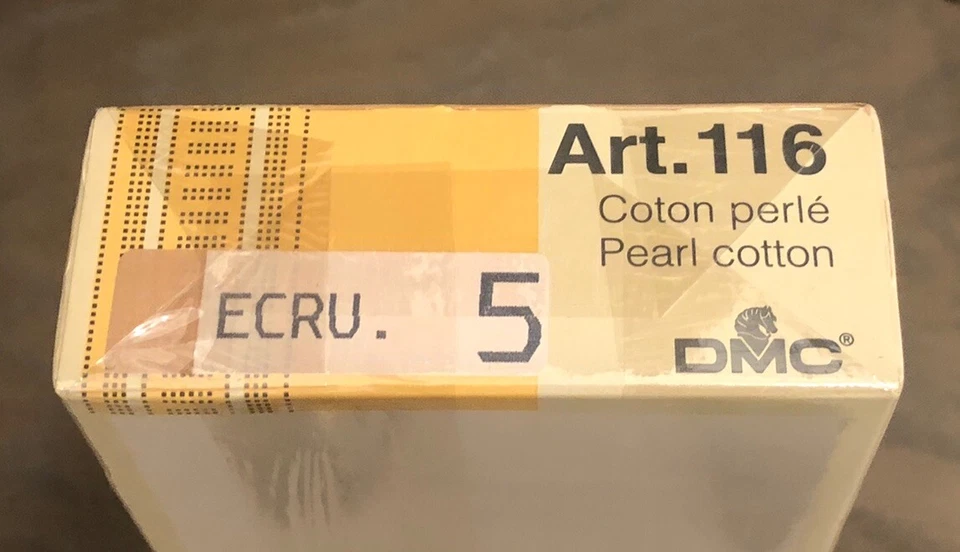 Art.116
Coton perlé
Pearl cotton
ECRU. 5
DMC®